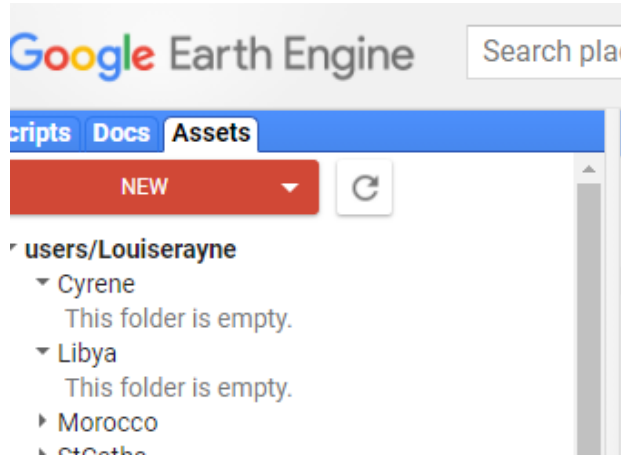 Google Earth Engine
Search pla
cripts Docs Assets
NEW
users/Louiserayne
Cyrene
This folder is empty.
Libya
This folder is empty.
Morocco